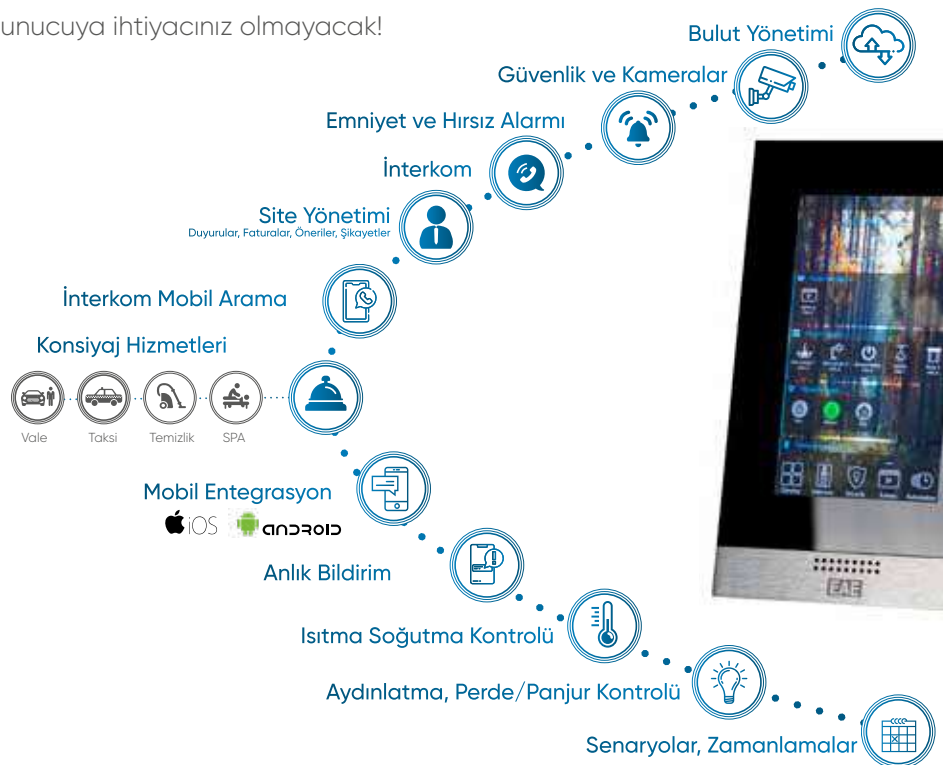 unucuya ihtiyacınız olmayacak!
Bulut Yönetimi
Güvenlik ve Kameralar
Emniyet ve Hırsız Alarmı
İnterkom
Site Yönetimi
Duyurular, Faturalar, Öneriler, Şikayetler
İnterkom Mobil Arama
Konsiyaj Hizmetleri
Vale
Taksi
Temizlik
SPA
Mobil Entegrasyon
iOS
android
Anlık Bildirim
Isıtma Soğutma Kontrolü
Aydınlatma, Perde/Panjur Kontrolü
Senaryolar, Zamanlamalar
EAE